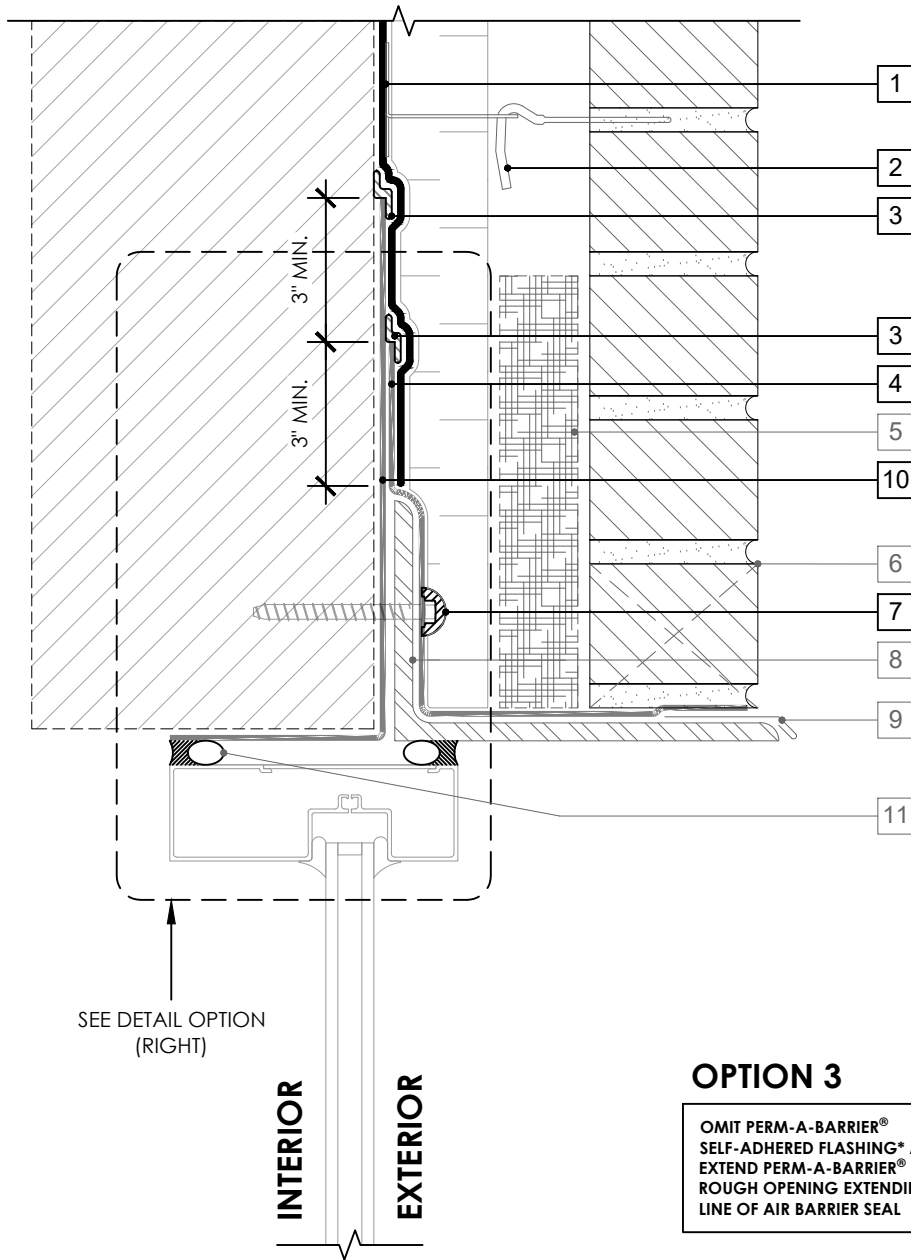 1
2
3
3" MIN.
3
4
3" MIN.
5
10
6
7
8
9
11
SEE DETAIL OPTION
(RIGHT)
INTERIOR
EXTERIOR
OPTION 3
OMIT PERM-A-BARRIER®
SELF-ADHERED FLASHING*
EXTEND PERM-A-BARRIER®
ROUGH OPENING
LINE OF AIR BARRIER SEAL